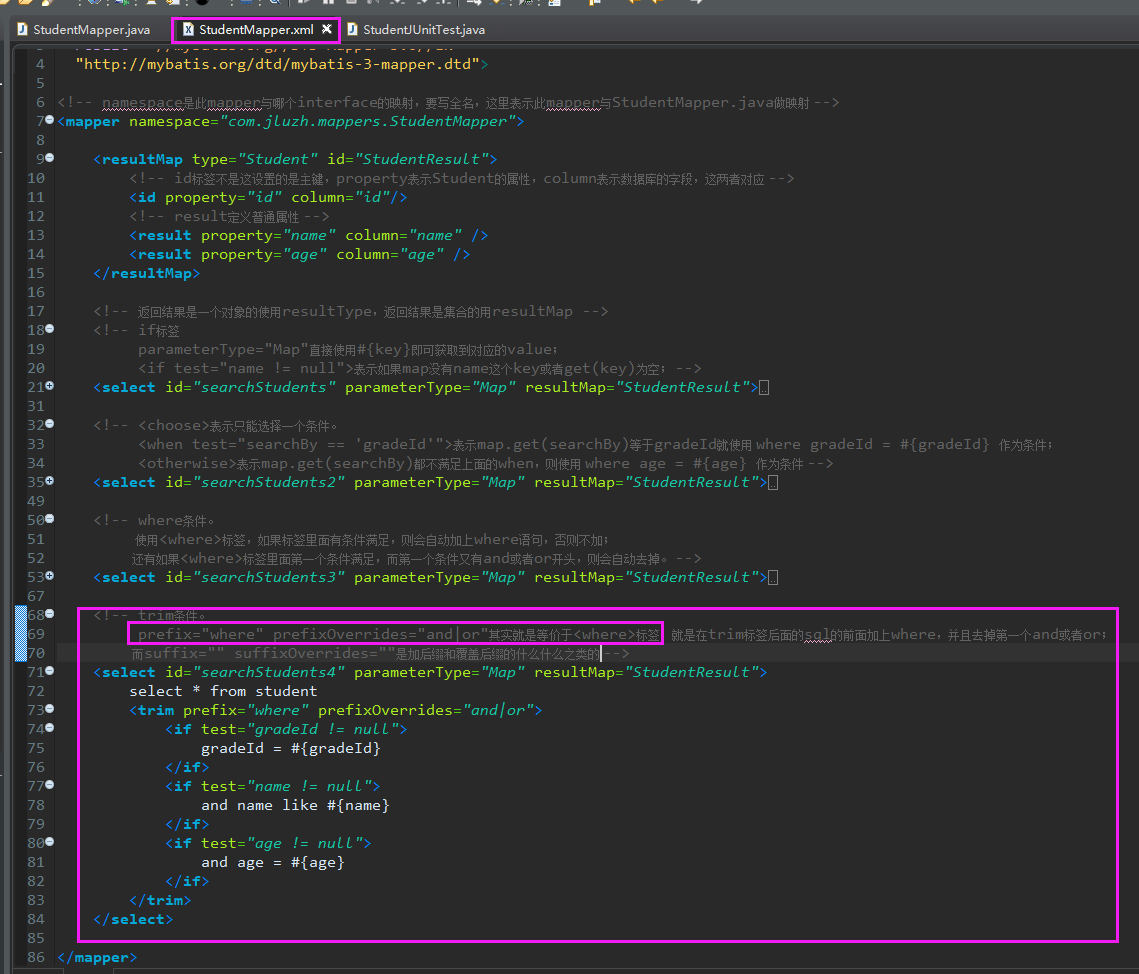 StudentMapper.java StudentMapper.xml StudentJUnitTest.java
4 "http://mybatis.org/dtd/mybatis-3-mapper.dtd">
5
6 <!-- namespace是此mapper与哪个interface的映射，要写全名，这里表示此mapper与StudentMapper.java做映射 -->
7 <mapper namespace="com.jluzh.mappers.StudentMapper">
8
9 <resultMap type="Student" id="StudentResult">
10 <!-- id标签不是这设置的是主键，property表示Student的属性，column表示数据库的字段，这两者对应 -->
11 <id property="id" column="id"/>
12 <!-- result定义普通属性 -->
13 <result property="name" column="name" />
14 <result property="age" column="age" />
15 </resultMap>
16
17 <!-- 返回结果是一个对象的使用resultType，返回结果是集合的用resultMap -->
18 <!-- if标签
19 parameterType="Map"直接使用#{key}即可获取到对应的value；
20 <if test="name != null">表示如果map没有name这个key或者get(key)为空； -->
21 <select id="searchStudents" parameterType="Map" resultMap="StudentResult">
31
32 <!-- <choose>表示只能选择一个条件。
33 <when test="searchBy == 'gradeId'">表示map.get(searchBy)等于gradeId就使用 where gradeId = #{gradeId} 作为条件；
34 <otherwise>表示map.get(searchBy)都不满足上面的when，则使用 where age = #{age} 作为条件 -->
35 <select id="searchStudents2" parameterType="Map" resultMap="StudentResult">
49
50 <!-- where条件。
51 使用<where>标签，如果标签里面有条件满足，则会自动加上where语句，否则不加；
52 还有如果<where>标签里面第一个条件满足，而第一个条件又有and或者or开头，则会自动去掉。-->
53 <select id="searchStudents3" parameterType="Map" resultMap="StudentResult">
67
68 <!-- trim条件。
69 prefix="where" prefixOverrides="and|or"其实就是等价于<where>标签 就是在trim标签后面的sql的前面加上where，并且去掉第一个and或者or；
70 而suffix="" suffixOverrides=""是加后缀和覆盖后缀的什么什么之类的 -->
71 <select id="searchStudents4" parameterType="Map" resultMap="StudentResult">
72 select * from student
73 <trim prefix="where" prefixOverrides="and|or">
74 <if test="gradeId != null">
75 gradeId = #{gradeId}
76 </if>
77 <if test="name != null">
78 and name like #{name}
79 </if>
80 <if test="age != null">
81 and age = #{age}
82 </if>
83 </trim>
84 </select>
85
86 </mapper>